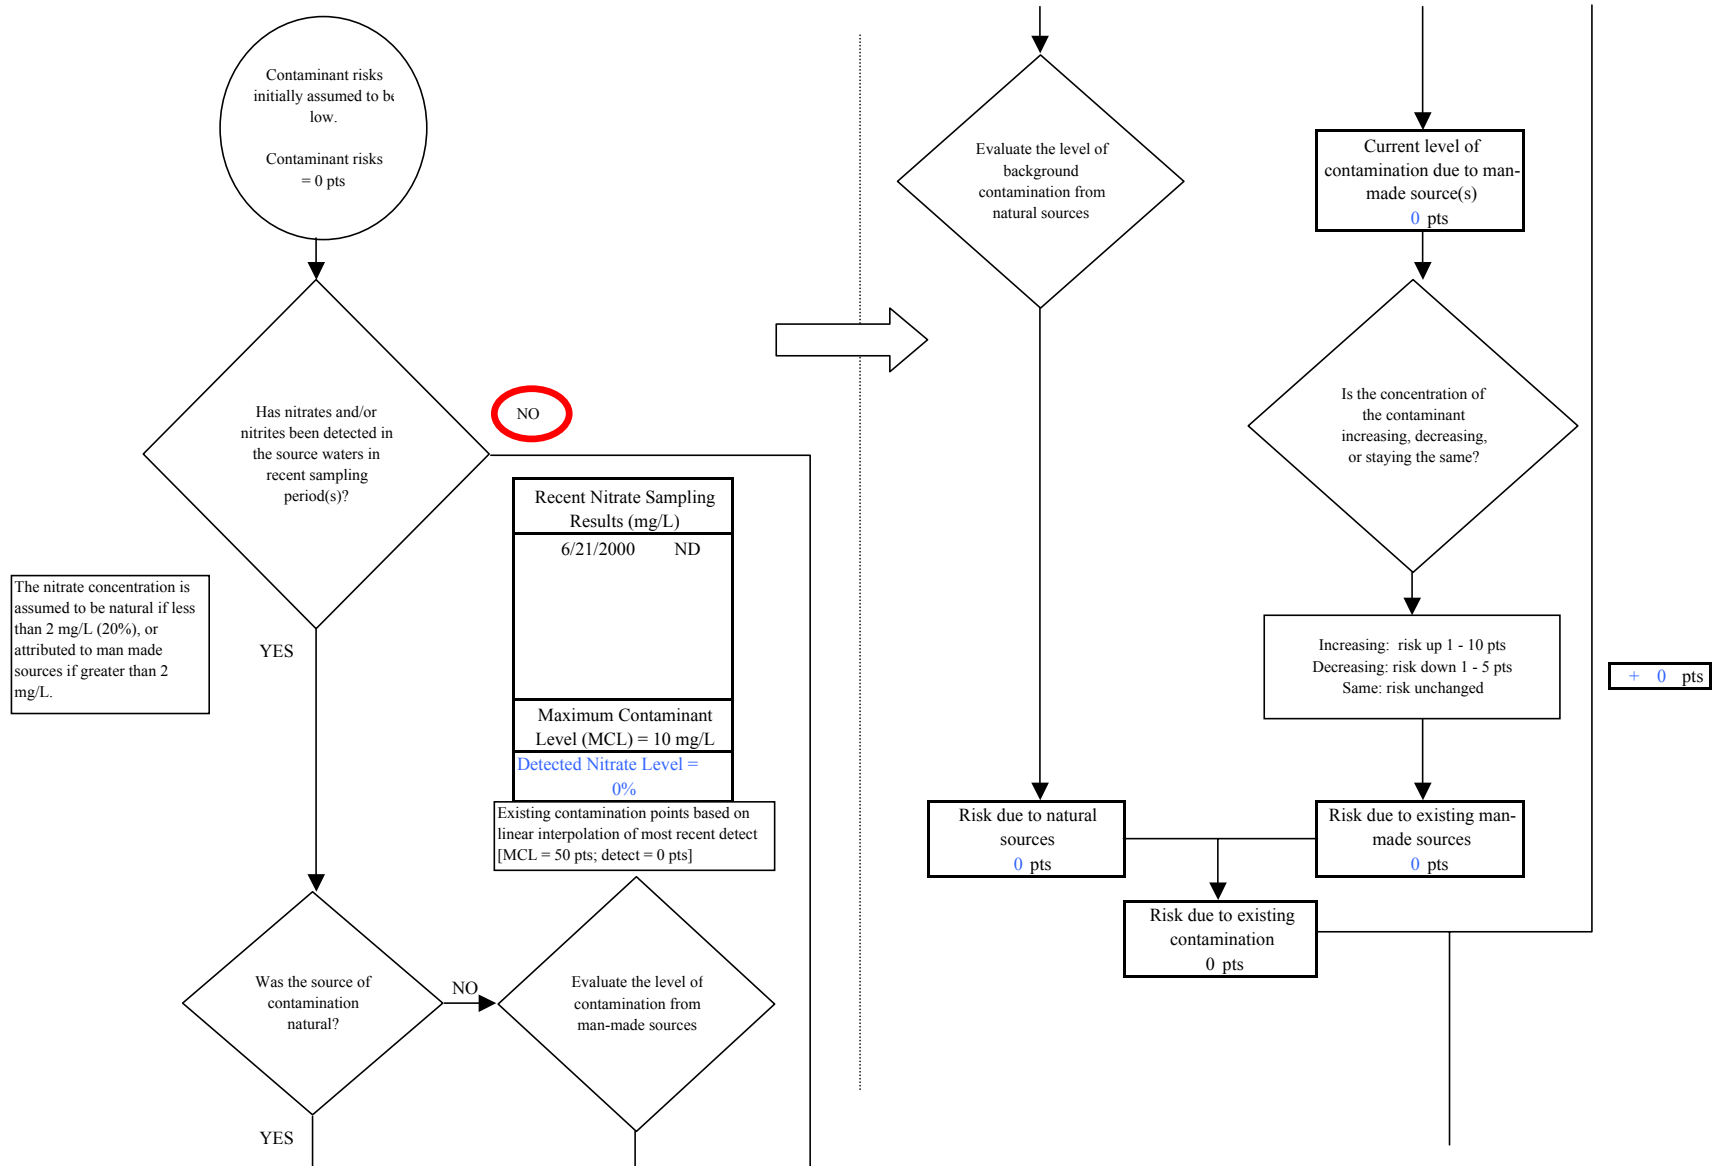 Contaminant risks
initially assumed to be
low.
Contaminant risks
= 0 pts
Has nitrates and/or
nitrites been detected in
the source waters in
recent sampling
period(s)?
NO
Recent Nitrate Sampling
Results (mg/L)
6/21/2000 ND
Maximum Contaminant
Level (MCL) = 10 mg/L
Detected Nitrate Level =
0%
Existing contamination points based on
linear interpolation of most recent detect
[MCL = 50 pts; detect = 0 pts]
The nitrate concentration is
assumed to be natural if less
than 2 mg/L (20%), or
attributed to man made
sources if greater than 2
mg/L.
YES
Was the source of
contamination
natural?
NO
Evaluate the level of
contamination from
man-made sources
YES
Evaluate the level of
background
contamination from
natural sources
Current level of
contamination due to man-
made source(s)
0 pts
Is the concentration of
the contaminant
increasing, decreasing,
or staying the same?
Increasing: risk up 1 - 10 pts
Decreasing: risk down 1 - 5 pts
Same: risk unchanged
+ 0 pts
Risk due to natural
sources
0 pts
Risk due to existing man-
made sources
0 pts
Risk due to existing
contamination
0 pts